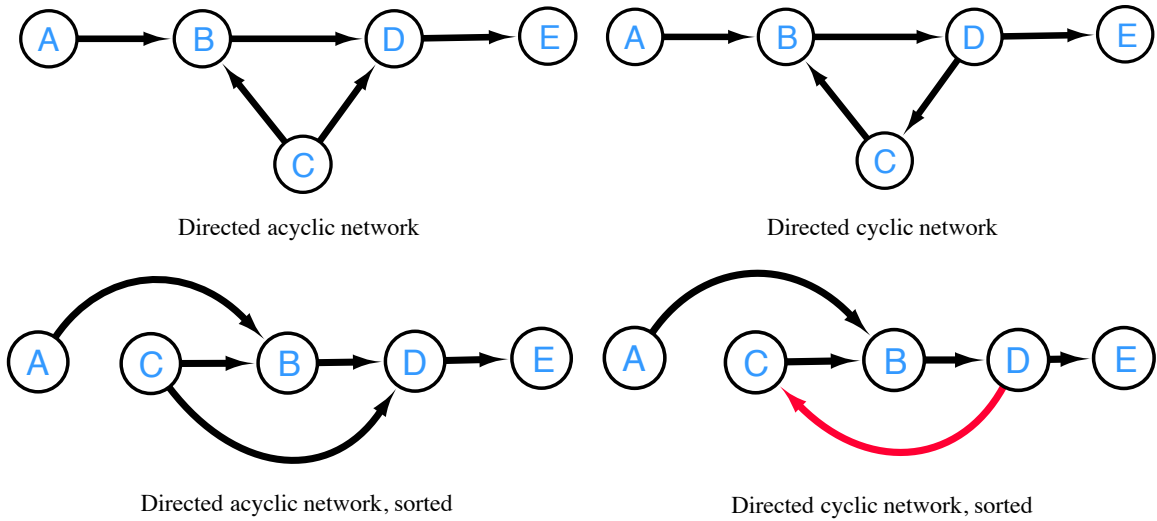 A B D E
C
Directed acyclic network
A B D E
C
Directed cyclic network
A C B D E
Directed acyclic network, sorted
A C B D E
Directed cyclic network, sorted